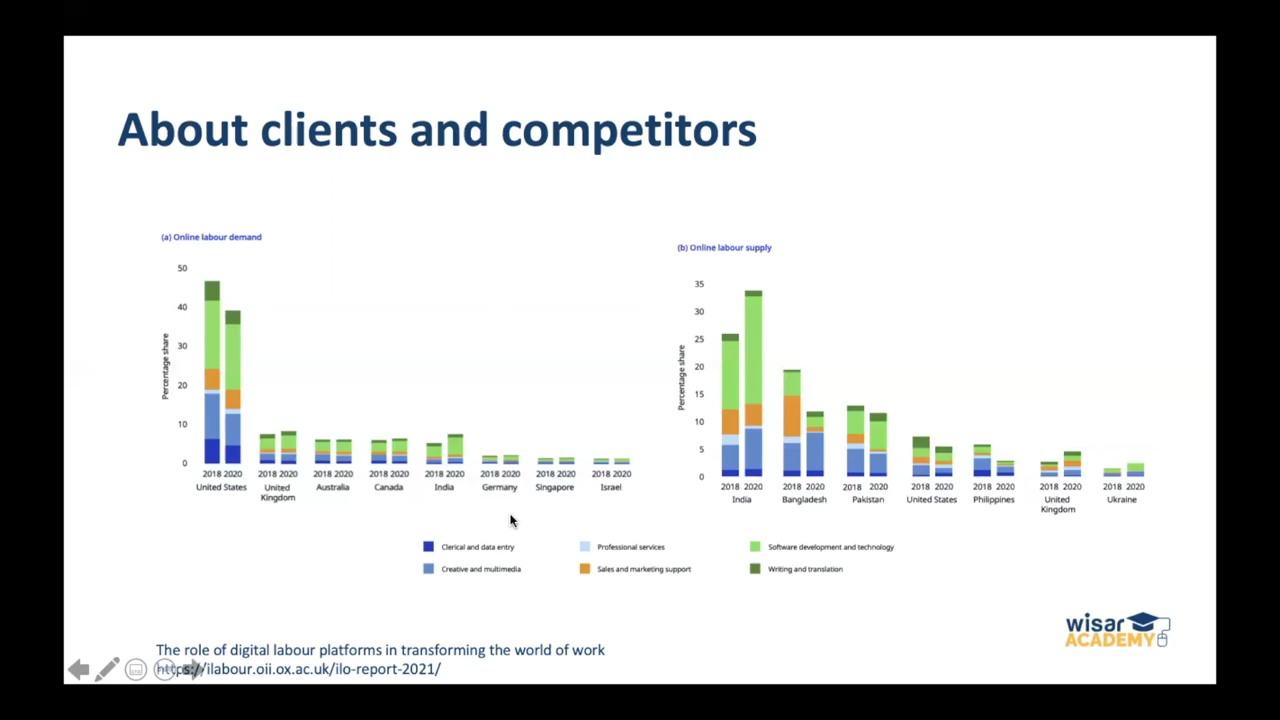 About clients and competitors
(a) Online labour demand
Percentage share
50
40
30
20
10
0
2018 2020 2018 2020 2018 2020 2018 2020 2018 2020 2018 2020 2018 2020 2018 2020
United States United Kingdom Australia Canada India Germany Singapore Israel
(b) Online labour supply
Percentage share
35
30
25
20
15
10
5
0
2018 2020 2018 2020 2018 2020 2018 2020 2018 2020 2018 2020 2018 2020
India Bangladesh Pakistan United States Philippines United Kingdom Ukraine
Clerical and data entry Professional services Software development and technology
Creative and multimedia Sales and marketing support Writing and translation
wisar
ACADEMY
The role of digital labour platforms in transforming the world of work
https://ilabour.oii.ox.ac.uk/ilo-report-2021/